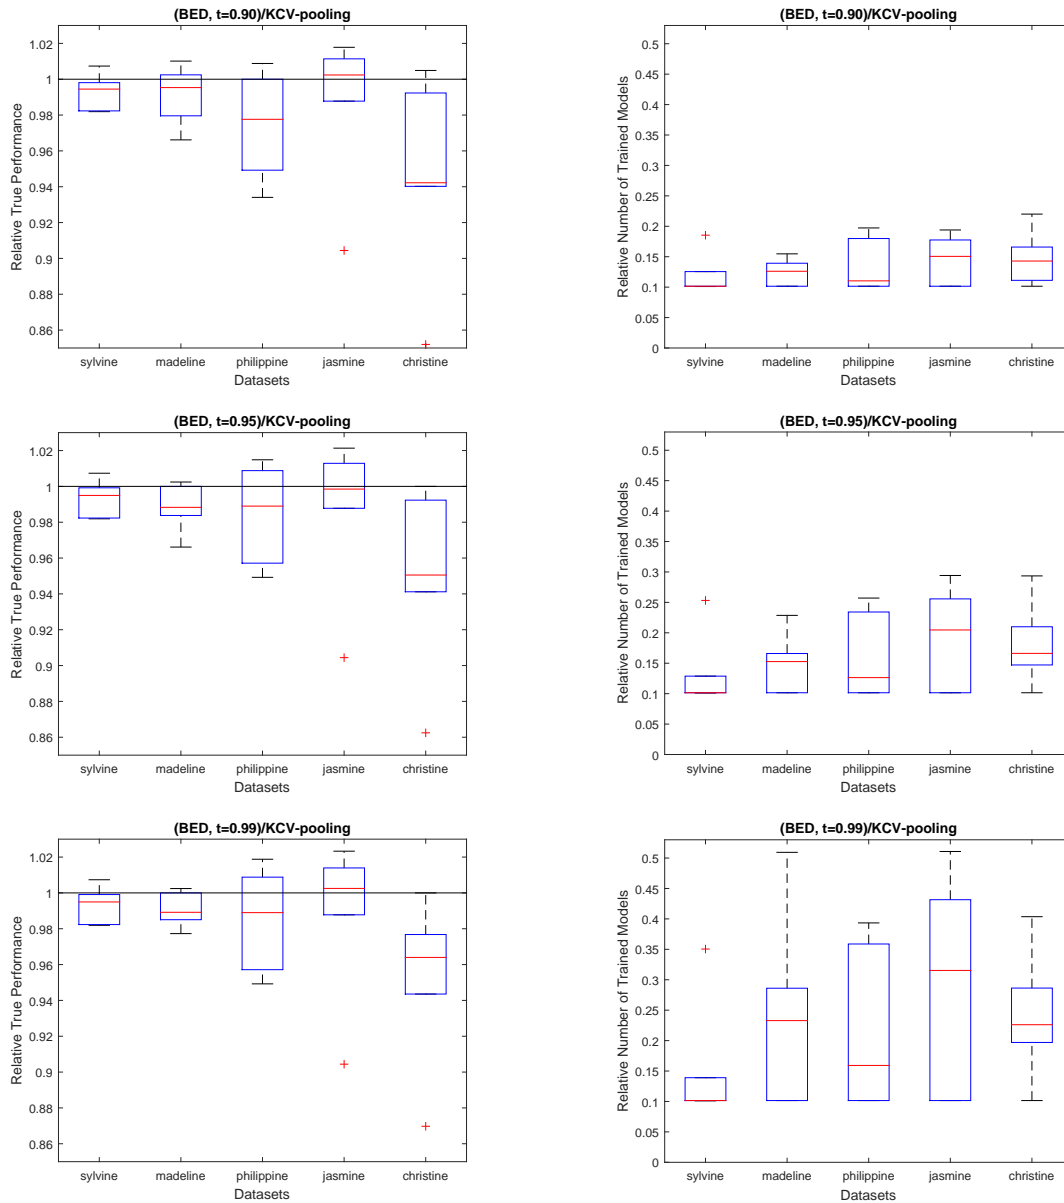 (BED, t=0.90)/KCV-pooling
Relative True Performance
1.02
1
0.98
0.96
0.94
0.92
0.9
0.88
0.86
sylvine madeline philippine jasmine christine
Datasets
(BED, t=0.90)/KCV-pooling
Relative Number of Trained Models
0.5
0.45
0.4
0.35
0.3
0.25
0.2
0.15
0.1
0.05
0
sylvine madeline philippine jasmine christine
Datasets
(BED, t=0.95)/KCV-pooling
Relative True Performance
1.02
1
0.98
0.96
0.94
0.92
0.9
0.88
0.86
sylvine madeline philippine jasmine christine
Datasets
(BED, t=0.95)/KCV-pooling
Relative Number of Trained Models
0.5
0.45
0.4
0.35
0.3
0.25
0.2
0.15
0.1
0.05
0
sylvine madeline philippine jasmine christine
Datasets
(BED, t=0.99)/KCV-pooling
Relative True Performance
1.02
1
0.98
0.96
0.94
0.92
0.9
0.88
0.86
sylvine madeline philippine jasmine christine
Datasets
(BED, t=0.99)/KCV-pooling
Relative Number of Trained Models
0.5
0.45
0.4
0.35
0.3
0.25
0.2
0.15
0.1
0.05
0
sylvine madeline philippine jasmine christine
Datasets